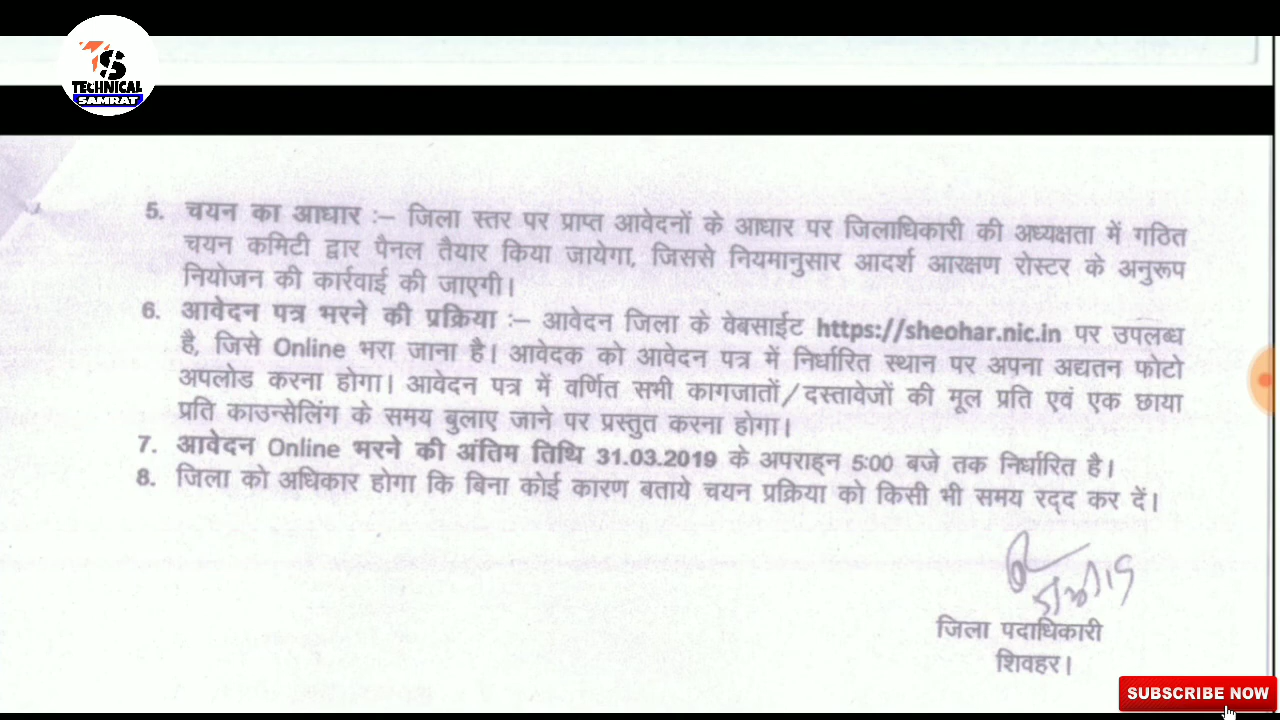 TECHNICAL
SAMRAT
5. चयन का आधार :– जिला स्तर पर प्राप्त आवेदनों के आधार पर जिलाधिकारी की अध्यक्षता में गठित
चयन कमिटी द्वार पैनल तैयार किया जायेगा, जिससे नियमानुसार आदर्श आरक्षण रोस्टर के अनुरूप
नियोजन की कार्रवाई की जाएगी।
6. आवेदन पत्र भरने की प्रक्रिया :– आवेदन जिला के वेबसाईट https://sheohar.nic.in पर उपलब्ध
है, जिसे Online भरा जाना है। आवेदक को आवेदन पत्र में निर्धारित स्थान पर अपना अद्यतन फोटो
अपलोड करना होगा। आवेदन पत्र में वर्णित सभी कागजातों/दस्तावेजों की मूल प्रति एवं एक छाया
प्रति काउन्सेलिंग के समय बुलाए जाने पर प्रस्तुत करना होगा।
7. आवेदन Online भरने की अंतिम तिथि 31.03.2019 के अपराह्न 5:00 बजे तक निर्धारित है।
8. जिला को अधिकार होगा कि बिना कोई कारण बताये चयन प्रक्रिया को किसी भी समय रद्द कर दें।
जिला पदाधिकारी
शिवहर।
SUBSCRIBE NOW